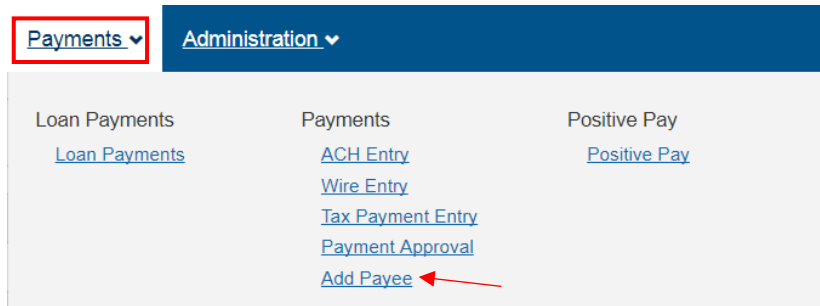 Payments
Administration
Loan Payments
Loan Payments
Payments
ACH Entry
Wire Entry
Tax Payment Entry
Payment Approval
Add Payee
Positive Pay
Positive Pay